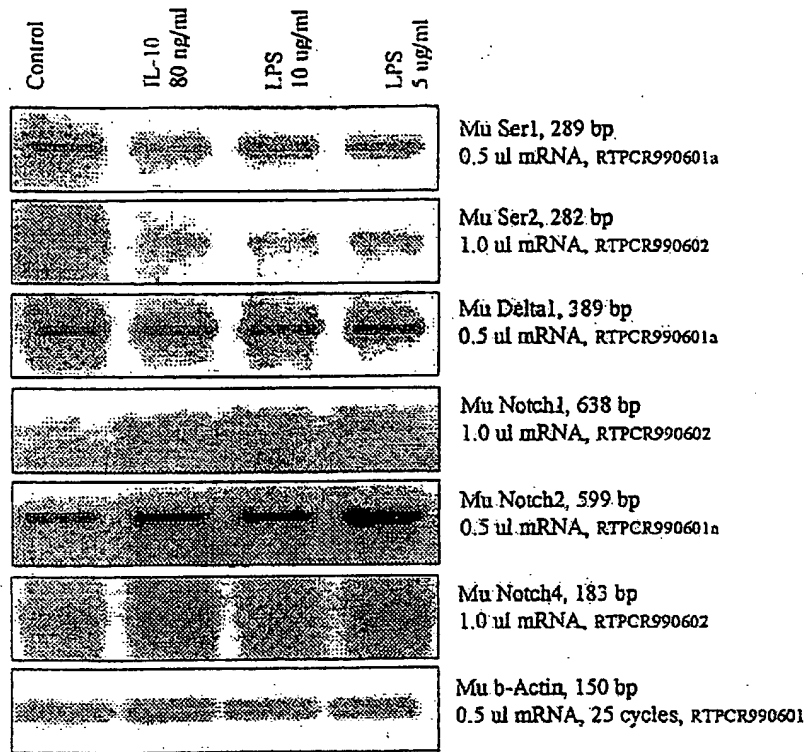 Control
IL-10
80 ng/ml
LPS
10 ug/ml
LPS
5 ug/ml
Mu Ser1, 289 bp
0.5 ul mRNA, RTPCR990601a
Mu Ser2, 282 bp
1.0 ul mRNA, RTPCR990602
Mu Delta1, 389 bp
0.5 ul mRNA, RTPCR990601a
Mu Notch1, 638 bp
1.0 ul mRNA, RTPCR990602
Mu Notch2, 599 bp
0.5 ul mRNA, RTPCR990601a
Mu Notch4, 183 bp
1.0 ul mRNA, RTPCR990602
Mu b-Actin, 150 bp
0.5 ul mRNA, 25 cycles, RTPCR990601